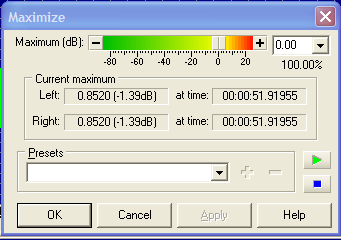 Maximize
Maximum (dB): 0.00
-80 -60 -40 -20 0 20 100.00%
Current maximum
Left: 0.8520 (-1.39dB) at time: 00:00:51.91955
Right: 0.8520 (-1.39dB) at time: 00:00:51.91955
Presets
OK Cancel Apply Help